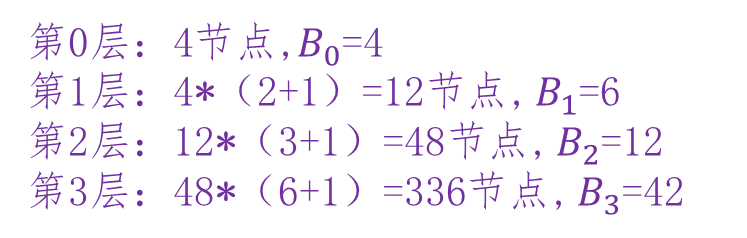 第0层：4节点,B₀=4
第1层：4*（2+1）=12节点,B₁=6
第2层：12*（3+1）=48节点,B₂=12
第3层：48*（6+1）=336节点,B₃=42